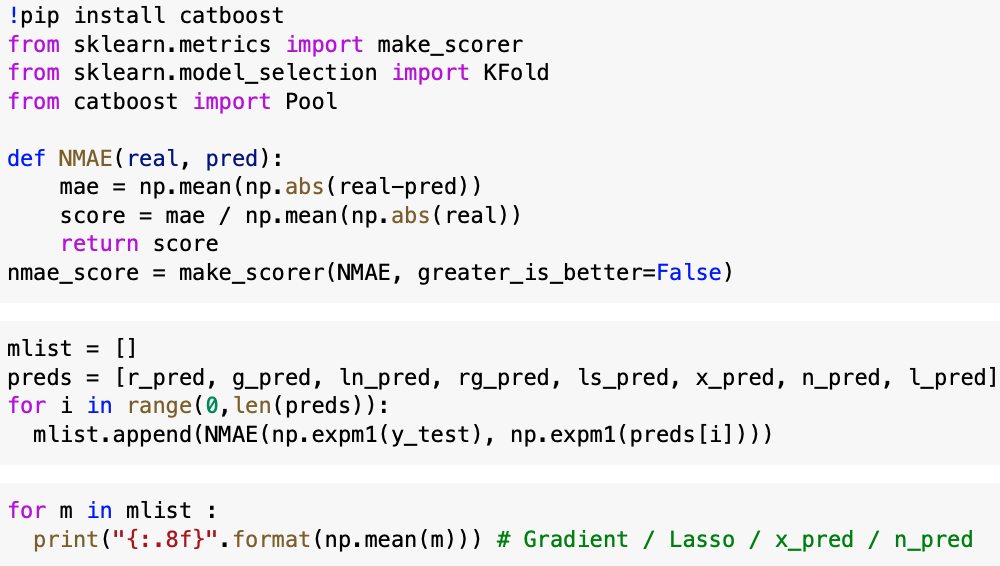 !pip install catboost
from sklearn.metrics import make_scorer
from sklearn.model_selection import KFold
from catboost import Pool
def NMAE(real, pred):
    mae = np.mean(np.abs(real-pred))
    score = mae / np.mean(np.abs(real))
    return score
nmae_score = make_scorer(NMAE, greater_is_better=False)
mlist = []
preds = [r_pred, g_pred, ln_pred, rg_pred, ls_pred, x_pred, n_pred, l_pred]
for i in range(0,len(preds)):
  mlist.append(NMAE(np.expm1(y_test), np.expm1(preds[i])))
for m in mlist :
  print("{:.8f}".format(np.mean(m))) # Gradient / Lasso / x_pred / n_pred